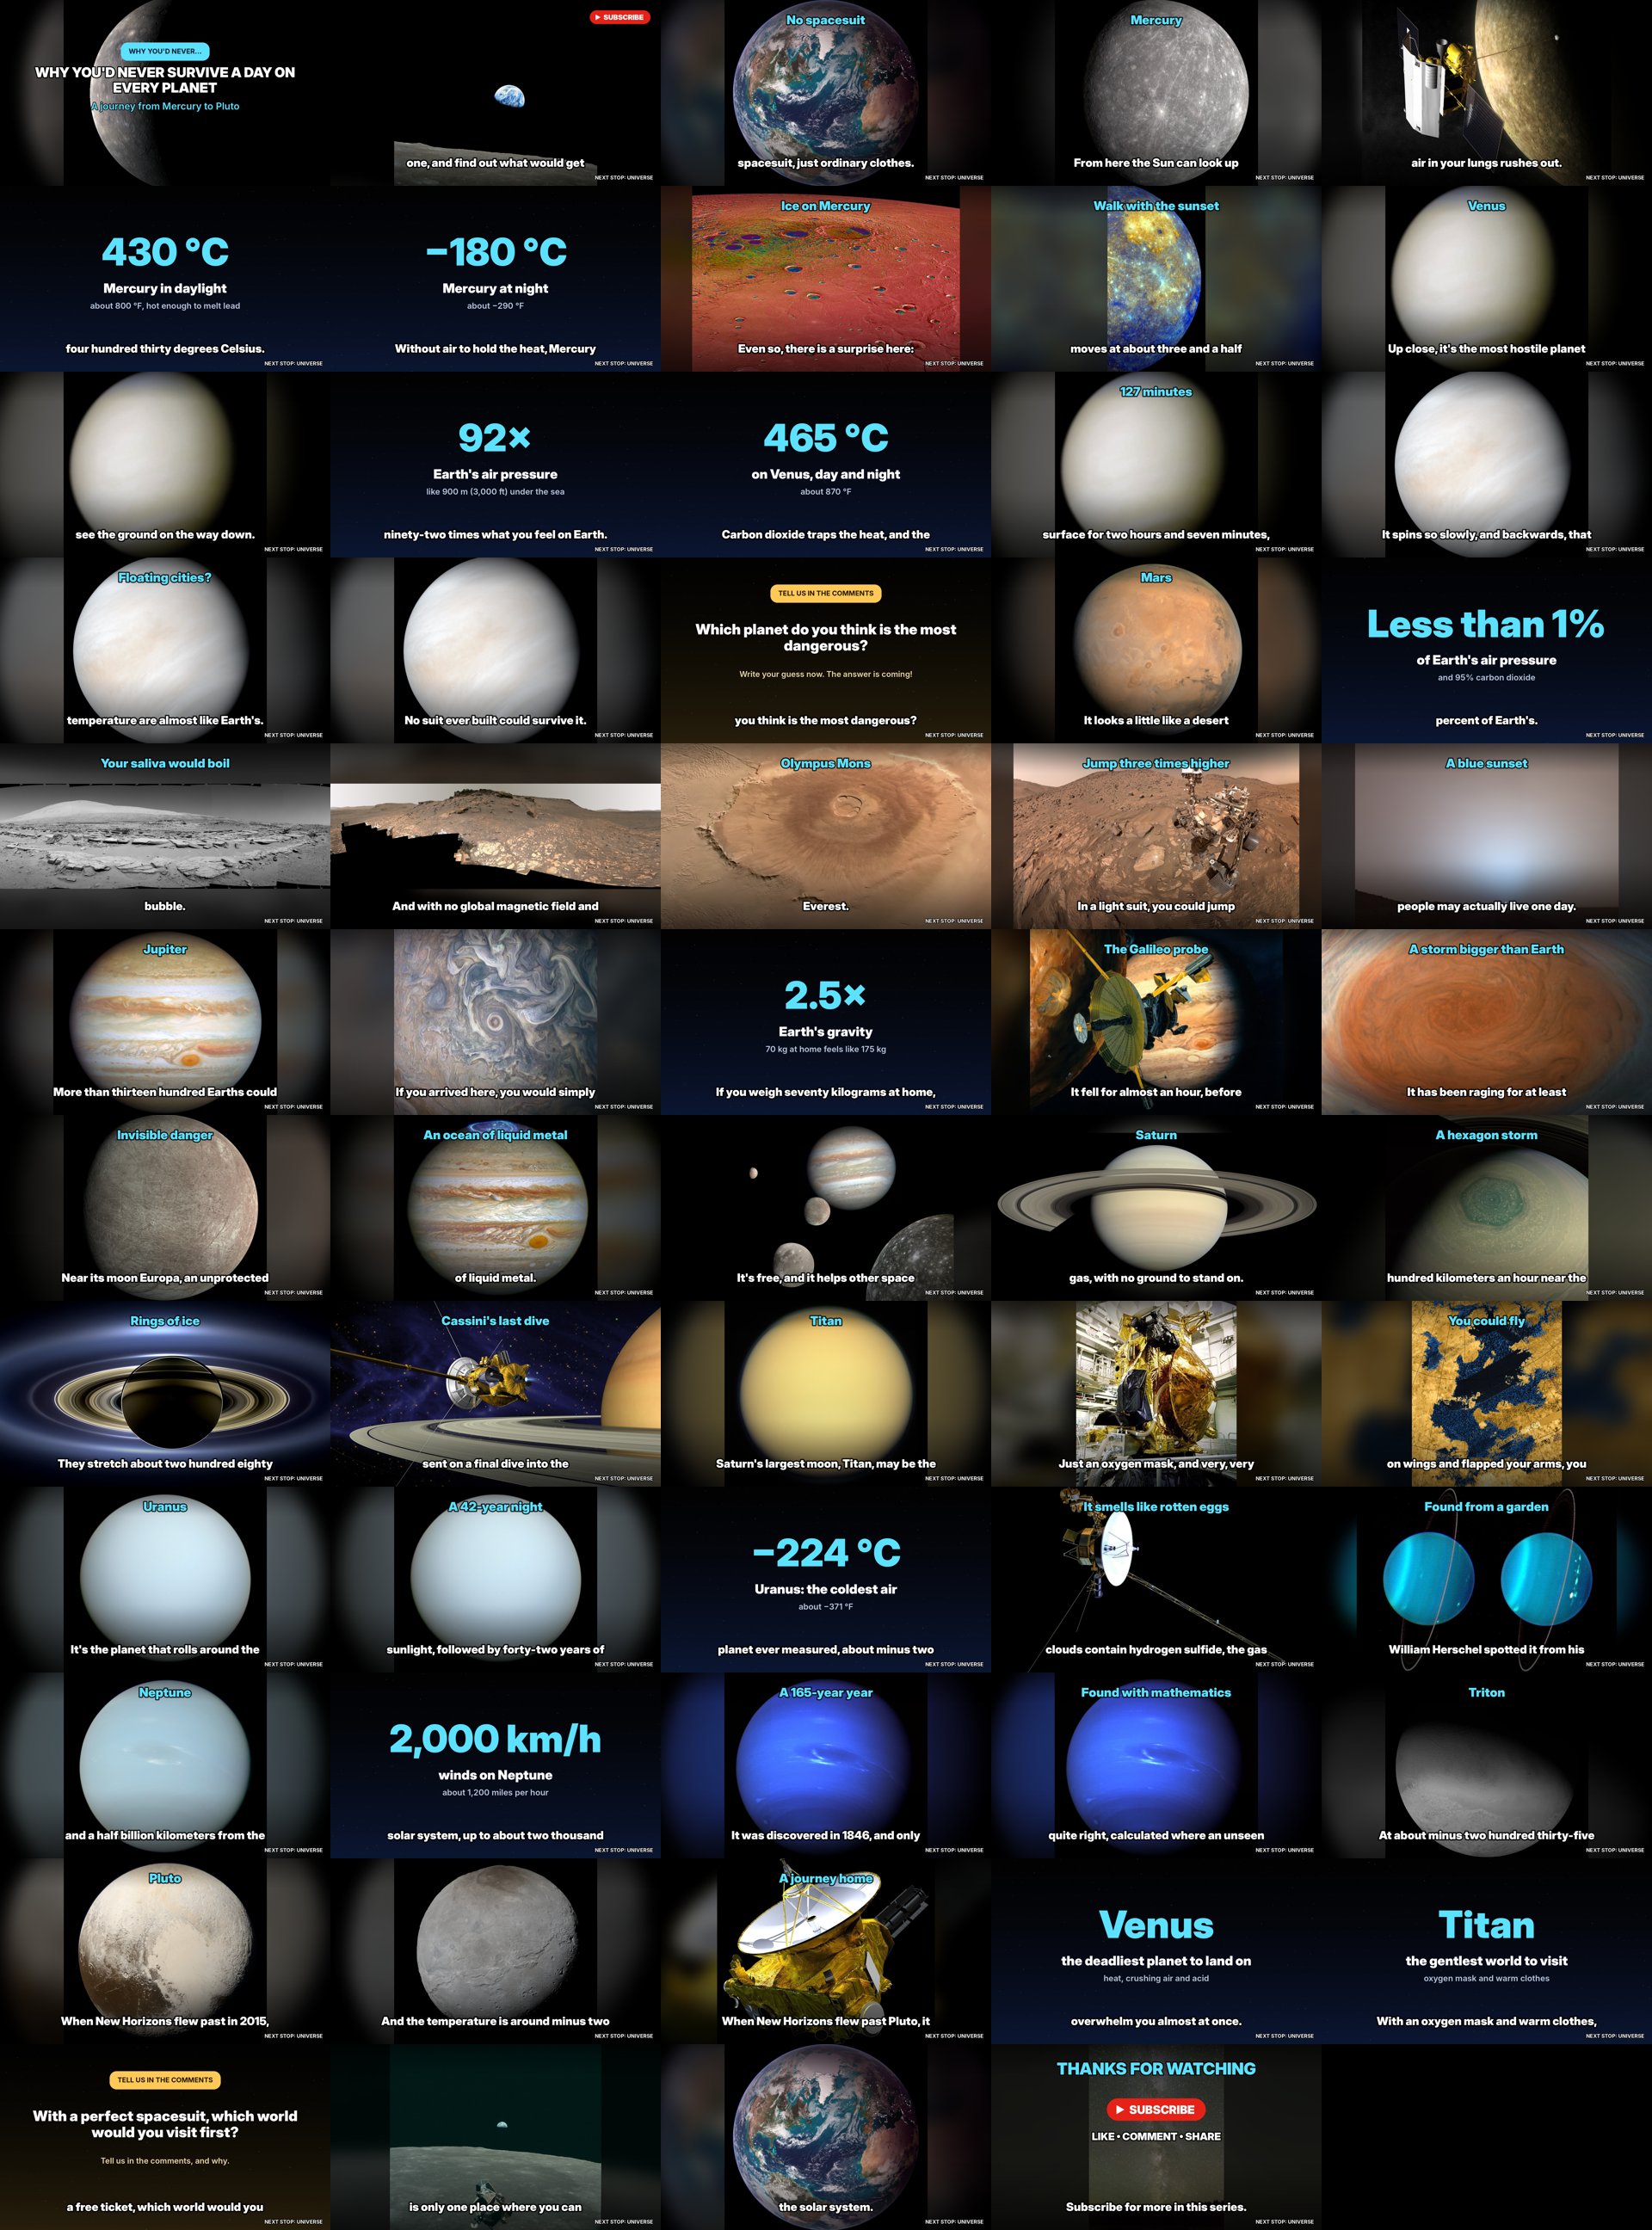 WHY YOU'D NEVER...
WHY YOU'D NEVER SURVIVE A DAY ON
EVERY PLANET
A journey from Mercury to Pluto
SUBSCRIBE
one, and find out what would get
NEXT STOP: UNIVERSE
No spacesuit
spacesuit, just ordinary clothes.
NEXT STOP: UNIVERSE
Mercury
From here the Sun can look up
NEXT STOP: UNIVERSE
air in your lungs rushes out.
NEXT STOP: UNIVERSE
430 °C
Mercury in daylight
about 800 °F, hot enough to melt lead
four hundred thirty degrees Celsius.
NEXT STOP: UNIVERSE
−180 °C
Mercury at night
about −290 °F
Without air to hold the heat, Mercury
NEXT STOP: UNIVERSE
Ice on Mercury
Even so, there is a surprise here:
NEXT STOP: UNIVERSE
Walk with the sunset
moves at about three and a half
NEXT STOP: UNIVERSE
Venus
Up close, it's the most hostile planet
NEXT STOP: UNIVERSE
see the ground on the way down.
NEXT STOP: UNIVERSE
92×
Earth's air pressure
like 900 m (3,000 ft) under the sea
ninety-two times what you feel on Earth.
NEXT STOP: UNIVERSE
465 °C
on Venus, day and night
about 870 °F
Carbon dioxide traps the heat, and the
NEXT STOP: UNIVERSE
127 minutes
surface for two hours and seven minutes,
NEXT STOP: UNIVERSE
It spins so slowly, and backwards, that
NEXT STOP: UNIVERSE
Floating cities?
temperature are almost like Earth's.
NEXT STOP: UNIVERSE
No suit ever built could survive it.
NEXT STOP: UNIVERSE
TELL US IN THE COMMENTS
Which planet do you think is the most
dangerous?
Write your guess now. The answer is coming!
you think is the most dangerous?
NEXT STOP: UNIVERSE
Mars
It looks a little like a desert
NEXT STOP: UNIVERSE
Less than 1%
of Earth's air pressure
and 95% carbon dioxide
percent of Earth's.
NEXT STOP: UNIVERSE
Your saliva would boil
bubble.
NEXT STOP: UNIVERSE
And with no global magnetic field and
NEXT STOP: UNIVERSE
Olympus Mons
Everest.
NEXT STOP: UNIVERSE
Jump three times higher
In a light suit, you could jump
NEXT STOP: UNIVERSE
A blue sunset
people may actually live one day.
NEXT STOP: UNIVERSE
Jupiter
More than thirteen hundred Earths could
NEXT STOP: UNIVERSE
If you arrived here, you would simply
NEXT STOP: UNIVERSE
2.5×
Earth's gravity
70 kg at home feels like 175 kg
If you weigh seventy kilograms at home,
NEXT STOP: UNIVERSE
The Galileo probe
It fell for almost an hour, before
NEXT STOP: UNIVERSE
A storm bigger than Earth
It has been raging for at least
NEXT STOP: UNIVERSE
Invisible danger
Near its moon Europa, an unprotected
NEXT STOP: UNIVERSE
An ocean of liquid metal
of liquid metal.
NEXT STOP: UNIVERSE
It's free, and it helps other space
NEXT STOP: UNIVERSE
Saturn
gas, with no ground to stand on.
NEXT STOP: UNIVERSE
A hexagon storm
hundred kilometers an hour near the
NEXT STOP: UNIVERSE
Rings of ice
They stretch about two hundred eighty
NEXT STOP: UNIVERSE
Cassini's last dive
sent on a final dive into the
NEXT STOP: UNIVERSE
Titan
Saturn's largest moon, Titan, may be the
NEXT STOP: UNIVERSE
Just an oxygen mask, and very, very
NEXT STOP: UNIVERSE
You could fly
on wings and flapped your arms, you
NEXT STOP: UNIVERSE
Uranus
It's the planet that rolls around the
NEXT STOP: UNIVERSE
A 42-year night
sunlight, followed by forty-two years of
NEXT STOP: UNIVERSE
−224 °C
Uranus: the coldest air
about −371 °F
planet ever measured, about minus two
NEXT STOP: UNIVERSE
It smells like rotten eggs
clouds contain hydrogen sulfide, the gas
NEXT STOP: UNIVERSE
Found from a garden
William Herschel spotted it from his
NEXT STOP: UNIVERSE
Neptune
and a half billion kilometers from the
NEXT STOP: UNIVERSE
2,000 km/h
winds on Neptune
about 1,200 miles per hour
solar system, up to about two thousand
NEXT STOP: UNIVERSE
A 165-year year
It was discovered in 1846, and only
NEXT STOP: UNIVERSE
Found with mathematics
quite right, calculated where an unseen
NEXT STOP: UNIVERSE
Triton
At about minus two hundred thirty-five
NEXT STOP: UNIVERSE
Pluto
When New Horizons flew past in 2015,
NEXT STOP: UNIVERSE
And the temperature is around minus two
NEXT STOP: UNIVERSE
A journey home
When New Horizons flew past Pluto, it
NEXT STOP: UNIVERSE
Venus
the deadliest planet to land on
heat, crushing air and acid
overwhelm you almost at once.
NEXT STOP: UNIVERSE
Titan
the gentlest world to visit
oxygen mask and warm clothes
With an oxygen mask and warm clothes,
NEXT STOP: UNIVERSE
TELL US IN THE COMMENTS
With a perfect spacesuit, which world
would you visit first?
Tell us in the comments, and why.
a free ticket, which world would you
NEXT STOP: UNIVERSE
is only one place where you can
NEXT STOP: UNIVERSE
the solar system.
NEXT STOP: UNIVERSE
THANKS FOR WATCHING
SUBSCRIBE
LIKE • COMMENT • SHARE
Subscribe for more in this series.
NEXT STOP: UNIVERSE